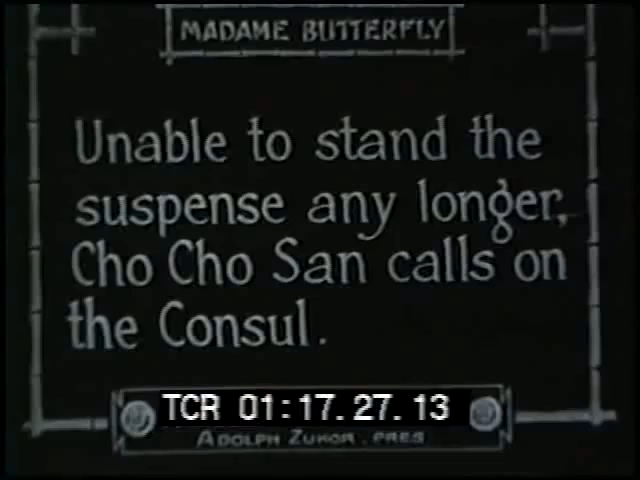 MADAME BUTTERFLY
Unable to stand the
suspense any longer,
Cho Cho San calls on
the Consul.
TCR 01:17.27.13
ADOLPH ZUKOR . PRES